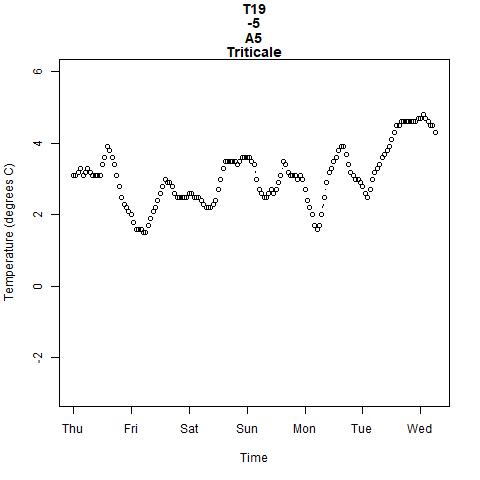 T19
-5
A5
Triticale
6
4
2
0
-2
Temperature (degrees C)
Thu Fri Sat Sun Mon Tue Wed
Time